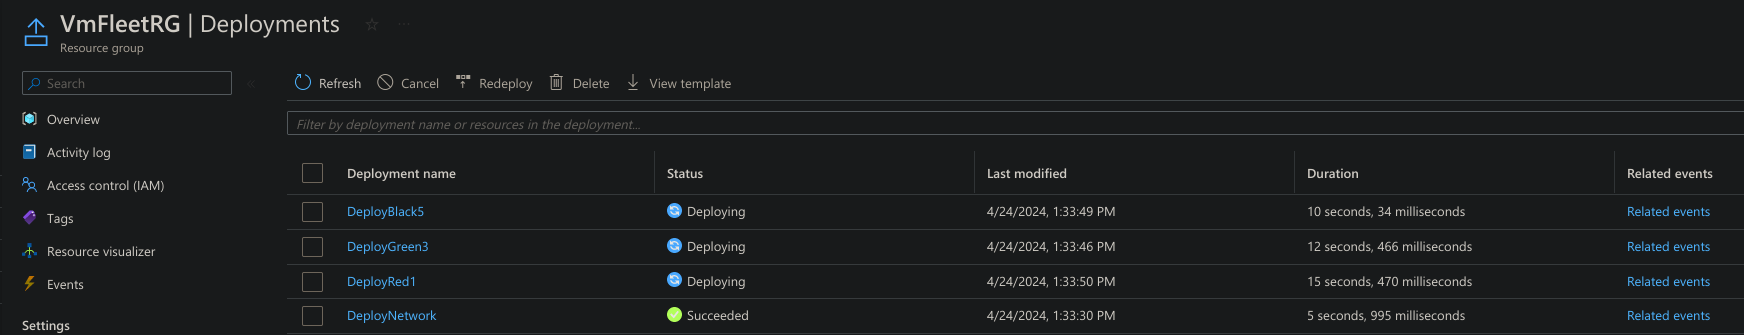 VmFleetRG | Deployments
Resource group
Search
Refresh Cancel Redeploy Delete View template
Filter by deployment name or resources in the deployment...
Overview
Activity log
Access control (IAM)
Tags
Resource visualizer
Events
Settings
Deployment name Status Last modified Duration Related events
DeployBlack5 Deploying 4/24/2024, 1:33:49 PM 10 seconds, 34 milliseconds Related events
DeployGreen3 Deploying 4/24/2024, 1:33:46 PM 12 seconds, 466 milliseconds Related events
DeployRed1 Deploying 4/24/2024, 1:33:50 PM 15 seconds, 470 milliseconds Related events
DeployNetwork Succeeded 4/24/2024, 1:33:30 PM 5 seconds, 995 milliseconds Related events